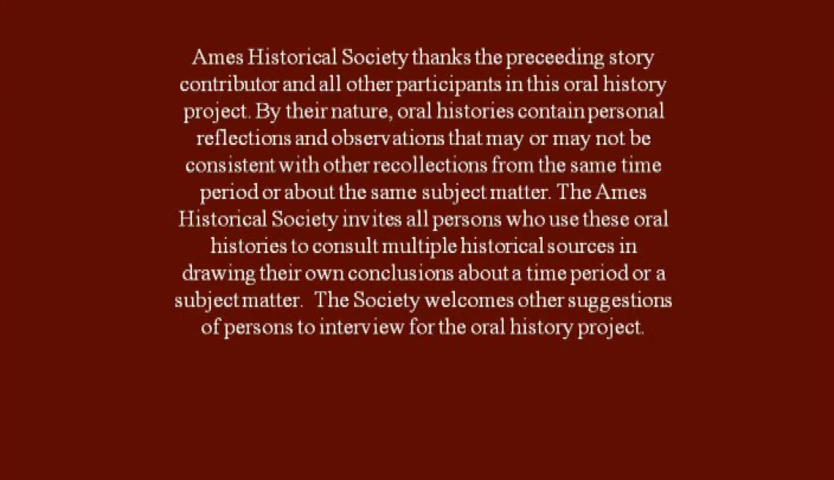 Ames Historical Society thanks the preceeding story
contributor and all other participants in this oral history
project. By their nature, oral histories contain personal
reflections and observations that may or may not be
consistent with other recollections from the same time
period or about the same subject matter. The Ames
Historical Society invites all persons who use these oral
histories to consult multiple historical sources in
drawing their own conclusions about a time period or a
subject matter.  The Society welcomes other suggestions
of persons to interview for the oral history project.